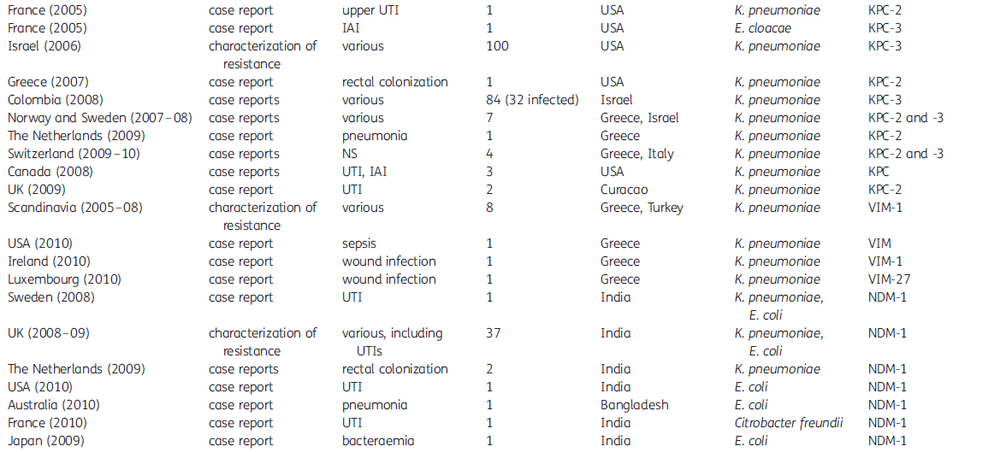 France (2005) case report upper UTI 1 USA K. pneumoniae KPC-2
France (2005) case report IAI 1 USA E. cloacae KPC-3
Israel (2006) characterization of various 100 USA K. pneumoniae KPC-3
resistance
Greece (2007) case report rectal colonization 1 USA K. pneumoniae KPC-2
Colombia (2008) case reports various 84 (32 infected) Israel K. pneumoniae KPC-3
Norway and Sweden (2007–08) case reports various 7 Greece, Israel K. pneumoniae KPC-2 and -3
The Netherlands (2009) case reports pneumonia 1 Greece K. pneumoniae KPC-2
Switzerland (2009–10) case reports NS 4 Greece, Italy K. pneumoniae KPC-2 and -3
Canada (2008) case reports UTI, IAI 3 USA K. pneumoniae KPC
UK (2009) case reports UTI 2 Curacao K. pneumoniae KPC-2
Scandinavia (2005–08) characterization of various 8 Greece, Turkey K. pneumoniae VIM-1
resistance
USA (2010) case report sepsis 1 Greece K. pneumoniae VIM
Ireland (2010) case report wound infection 1 Greece K. pneumoniae VIM-1
Luxembourg (2010) case report wound infection 1 Greece K. pneumoniae VIM-27
Sweden (2008) case report UTI 1 India K. pneumoniae, NDM-1
E. coli
UK (2008–09) characterization of various, including 37 India K. pneumoniae, NDM-1
resistance UTIs E. coli
The Netherlands (2009) case reports rectal colonization 2 India K. pneumoniae NDM-1
USA (2010) case report UTI 1 India E. coli NDM-1
Australia (2010) case report pneumonia 1 Bangladesh E. coli NDM-1
France (2010) case report UTI 1 India Citrobacter freundii NDM-1
Japan (2009) case report bacteraemia 1 India E. coli NDM-1